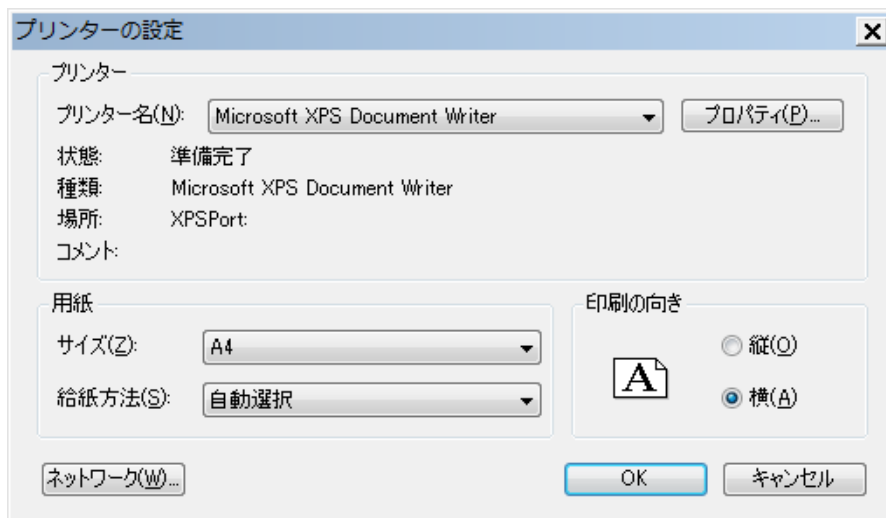 プリンターの設定
プリンター
プリンター名(N): Microsoft XPS Document Writer プロパティ(P)...
状態: 準備完了
種類: Microsoft XPS Document Writer
場所: XPSPort:
コメント:
用紙
サイズ(Z): A4
給紙方法(S): 自動選択
印刷の向き
A
縦(O)
横(A)
ネットワーク(W)... OK キャンセル